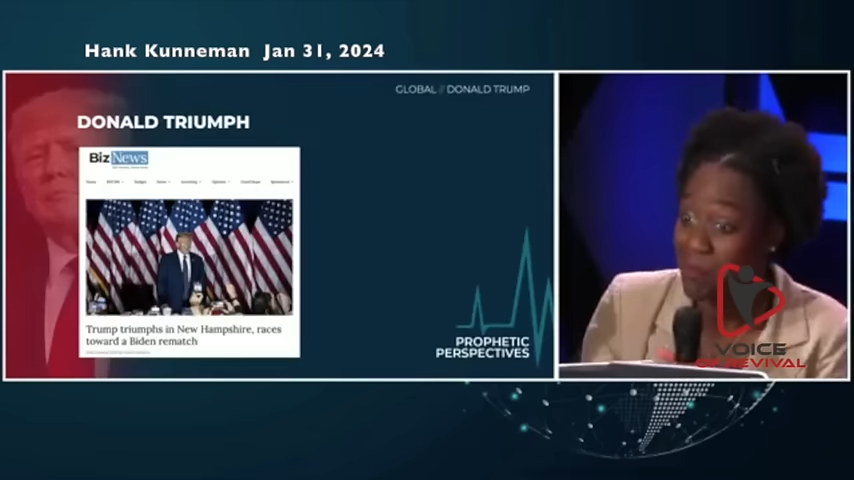 Hank Kunneman Jan 31, 2024
GLOBAL // DONALD TRUMP
DONALD TRIUMPH
BizNews
Trump triumphs in New Hampshire, races
toward a Biden rematch
PROPHETIC
PERSPECTIVES
VOICE
OF REVIVAL